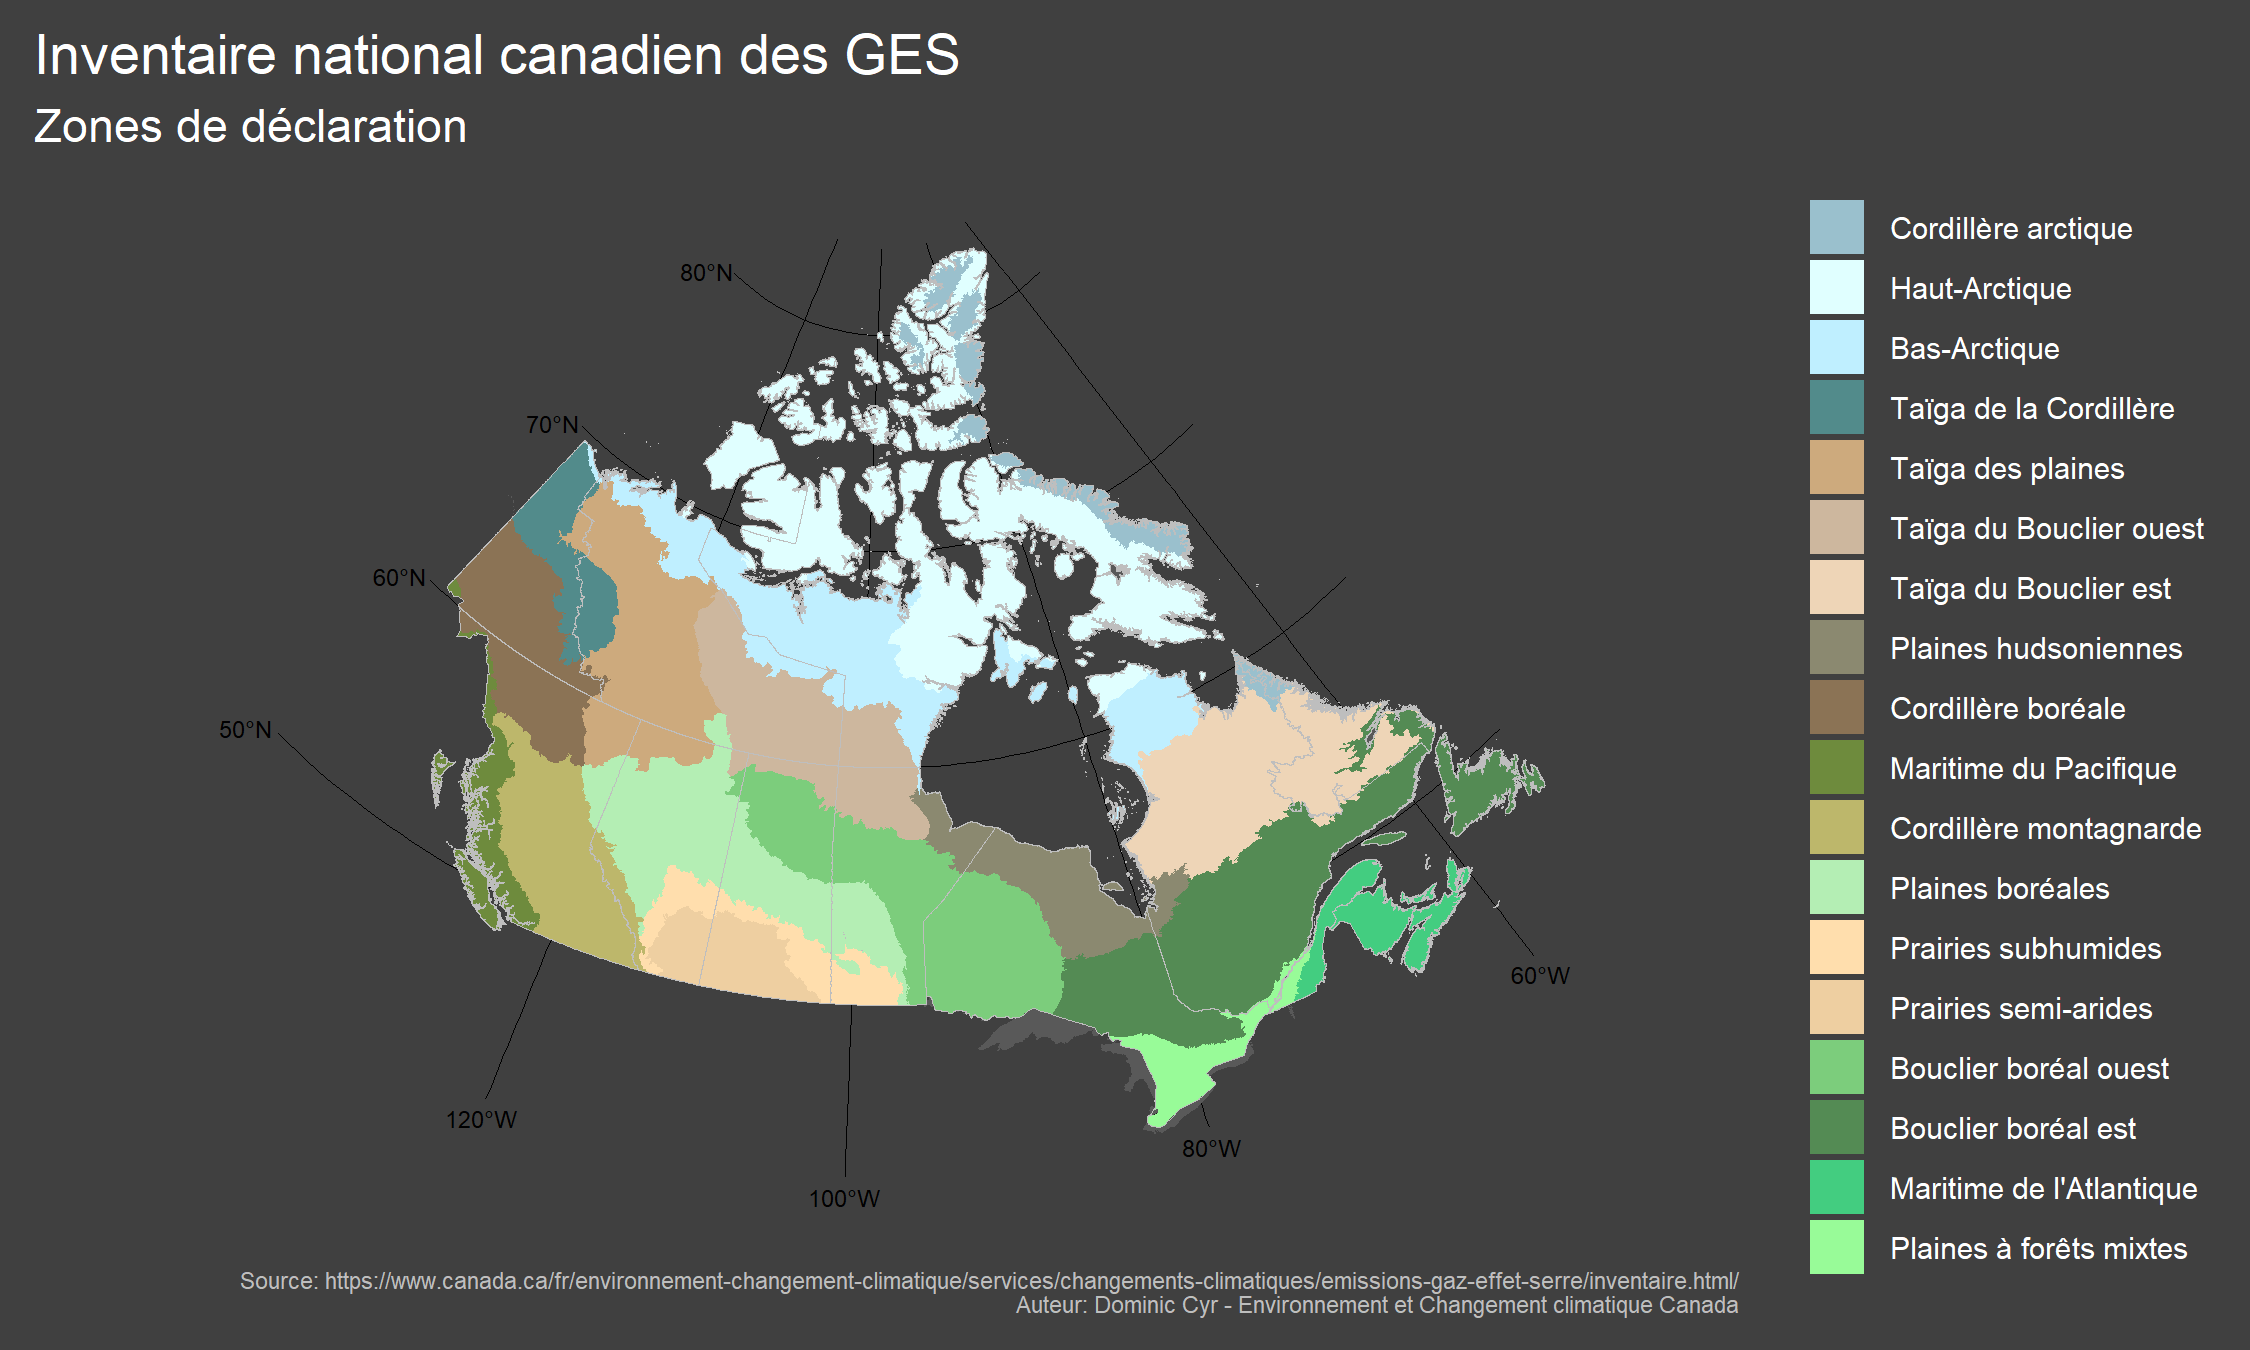 Inventaire national canadien des GES
Zones de déclaration
80°N
70°N
60°N
50°N
120°W
100°W
80°W
60°W
Cordillère arctique
Haut-Arctique
Bas-Arctique
Taïga de la Cordillère
Taïga des plaines
Taïga du Bouclier ouest
Taïga du Bouclier est
Plaines hudsoniennes
Cordillère boréale
Maritime du Pacifique
Cordillère montagnarde
Plaines boréales
Prairies subhumides
Prairies semi-arides
Bouclier boréal ouest
Bouclier boréal est
Maritime de l'Atlantique
Plaines à forêts mixtes
Source: https://www.canada.ca/fr/environnement-changement-climatique/services/changements-climatiques/emissions-gaz-effet-serre/inventaire.html/
Auteur: Dominic Cyr - Environnement et Changement climatique Canada